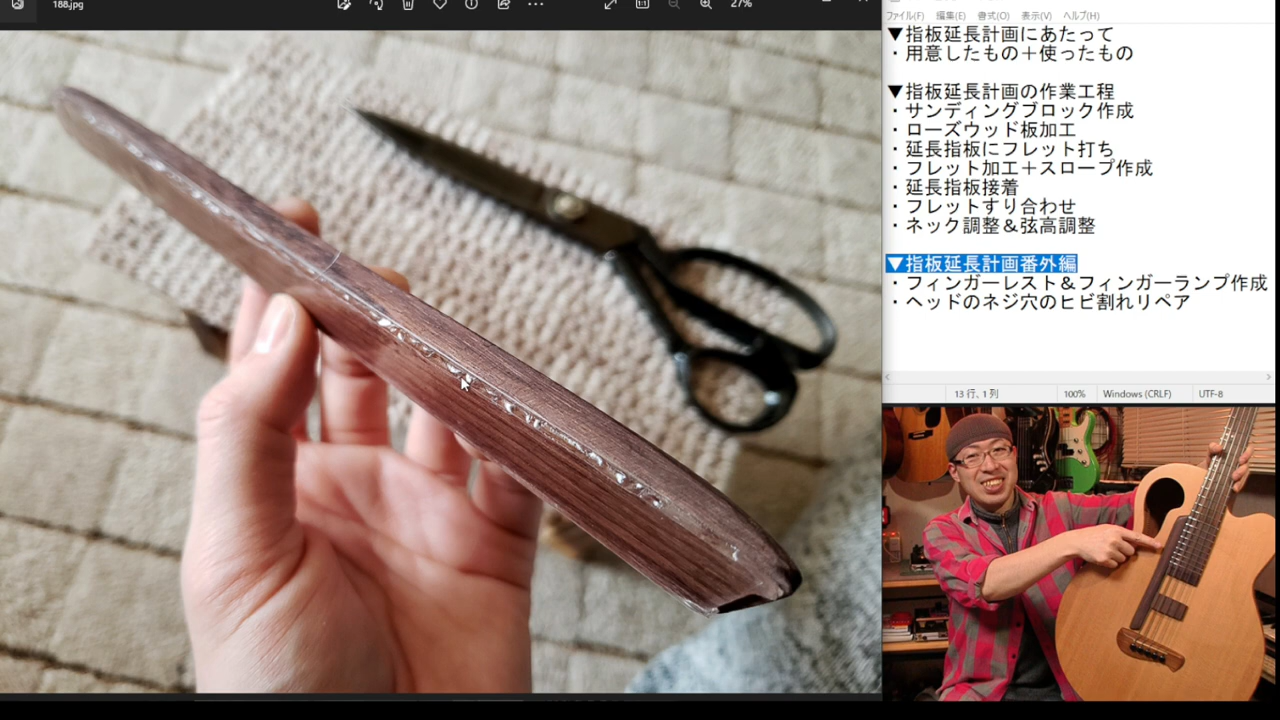 188.jpg
27%
ファイル(F) 編集(E) 書式(O) 表示(V) ヘルプ(H)
▼指板延長計画にあたって
・用意したもの＋使ったもの
▼指板延長計画の作業工程
・サンディングブロック作成
・ローズウッド板加工
・延長指板にフレット打ち
・フレット加工＋スロープ作成
・延長指板接着
・フレットすり合わせ
・ネック調整＆弦高調整
▼指板延長計画番外編
・フィンガーレスト＆フィンガーランプ作成
・ヘッドのネジ穴のヒビ割れリペア
13 行、1 列 100% Windows (CRLF) UTF-8